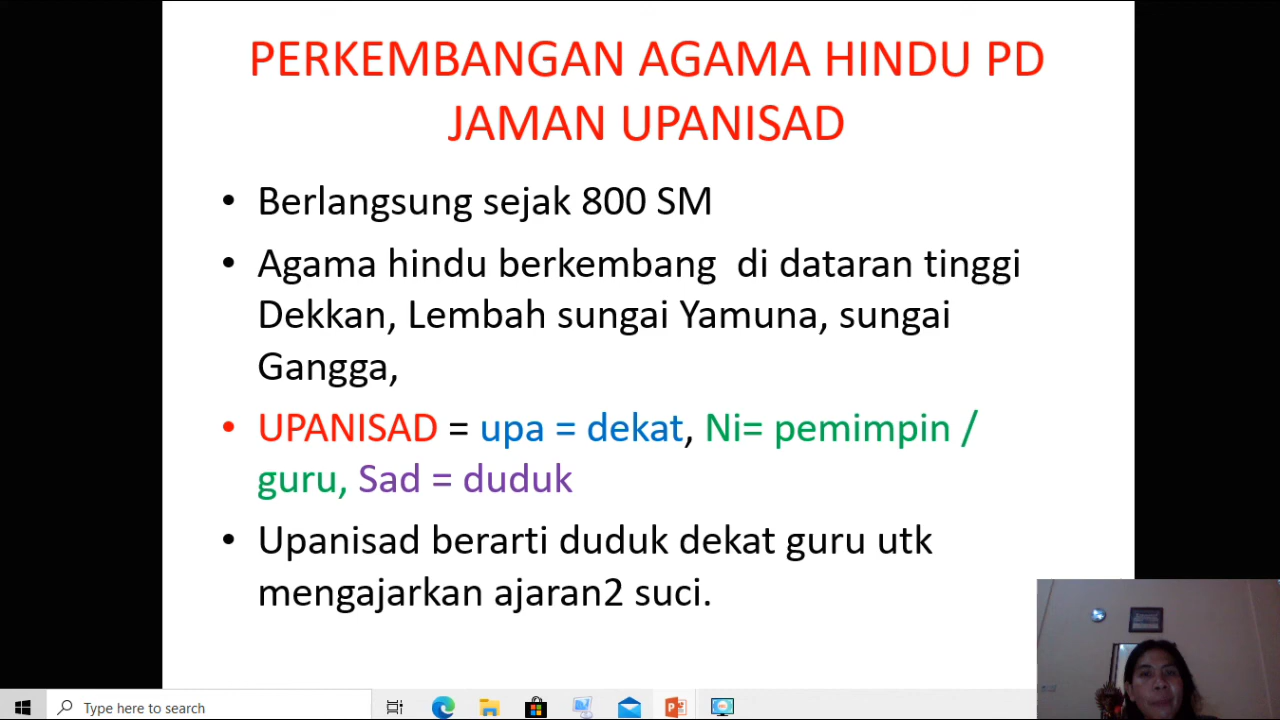 PERKEMBANGAN AGAMA HINDU PD
JAMAN UPANISAD
• Berlangsung sejak 800 SM
• Agama hindu berkembang  di dataran tinggi
Dekkan, Lembah sungai Yamuna, sungai
Gangga,
• UPANISAD = upa = dekat, Ni= pemimpin /
guru, Sad = duduk
• Upanisad berarti duduk dekat guru utk
mengajarkan ajaran2 suci.
Type here to search